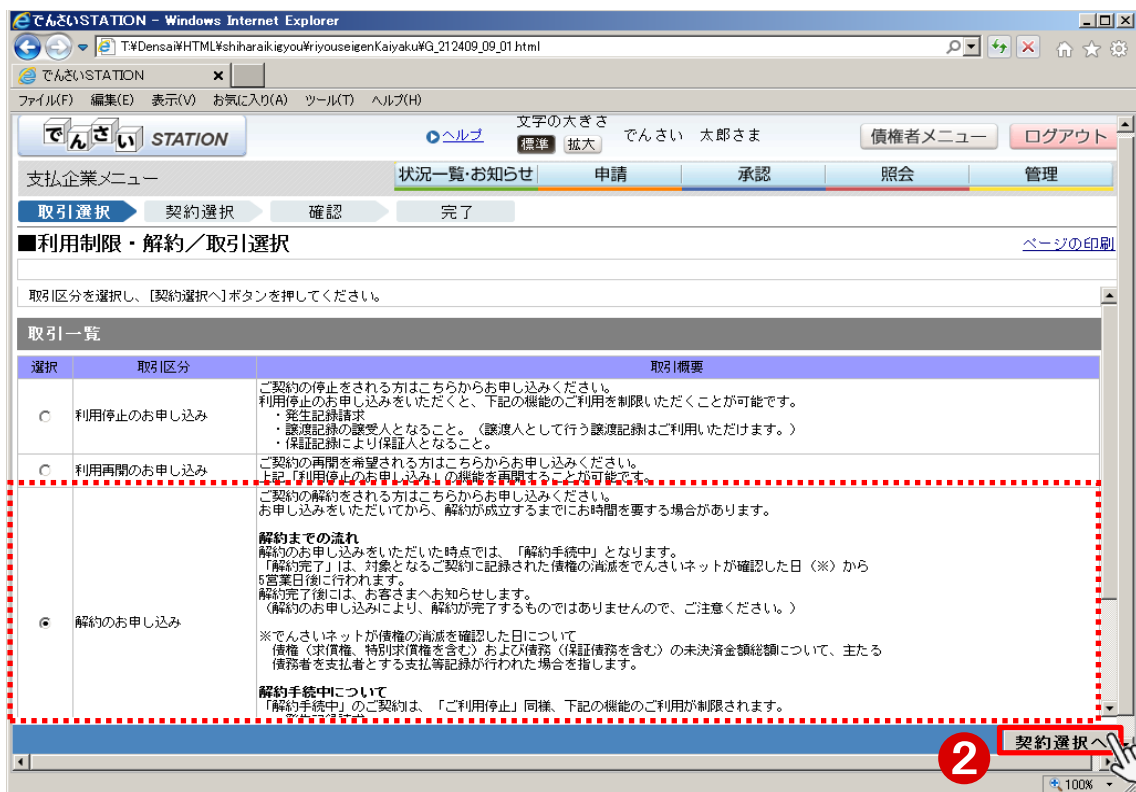 でんさいSTATION - Windows Internet Explorer
T:¥Densai¥HTML¥shiharaikigyou¥riyouseigenKaiyaku¥G_212409_09_01.html
でんさいSTATION
ファイル(F) 編集(E) 表示(V) お気に入り(A) ツール(T) ヘルプ(H)
でんさい STATION
ヘルプ
文字の大きさ
標準 拡大
でんさい 太郎さま
債権者メニュー
ログアウト
支払企業メニュー
状況一覧・お知らせ 申請 承認 照会 管理
取引選択 契約選択 確認 完了
■利用制限・解約／取引選択
ページの印刷
取引区分を選択し、[契約選択へ]ボタンを押してください。
取引一覧
選択 取引区分 取引概要
利用停止のお申し込み
ご契約の停止をされる方はこちらからお申し込みください。
利用停止のお申し込みをいただくと、下記の機能のご利用を制限いただくことが可能です。
・発生記録請求
・譲渡記録の譲受人となること。（譲渡人として行う譲渡記録はご利用いただけます。）
・保証記録により保証人となること。
利用再開のお申し込み
ご契約の再開を希望される方はこちらからお申し込みください。
上記「利用停止のお申し込み」の機能を再開することが可能です。
解約のお申し込み
ご契約の解約をされる方はこちらからお申し込みください。
お申し込みをいただいてから、解約が成立するまでにお時間を要する場合があります。
解約までの流れ
解約のお申し込みをいただいた時点では、「解約手続中」となります。
「解約完了」は、対象となるご契約に記録された債権の消滅をでんさいネットが確認した日（※）から
5営業日後に行われます。
解約完了後には、お客さまへお知らせします。
（解約のお申し込みにより、解約が完了するものではありませんので、ご注意ください。）
※でんさいネットが債権の消滅を確認した日について
債権（求償権、特別求償権を含む）および債務（保証債務を含む）の未決済金額総額について、主たる
債務者を支払者とする支払等記録が行われた場合を指します。
解約手続中について
「解約手続中」のご契約は、「ご利用停止」同様、下記の機能のご利用が制限されます。
2
契約選択へ
100%